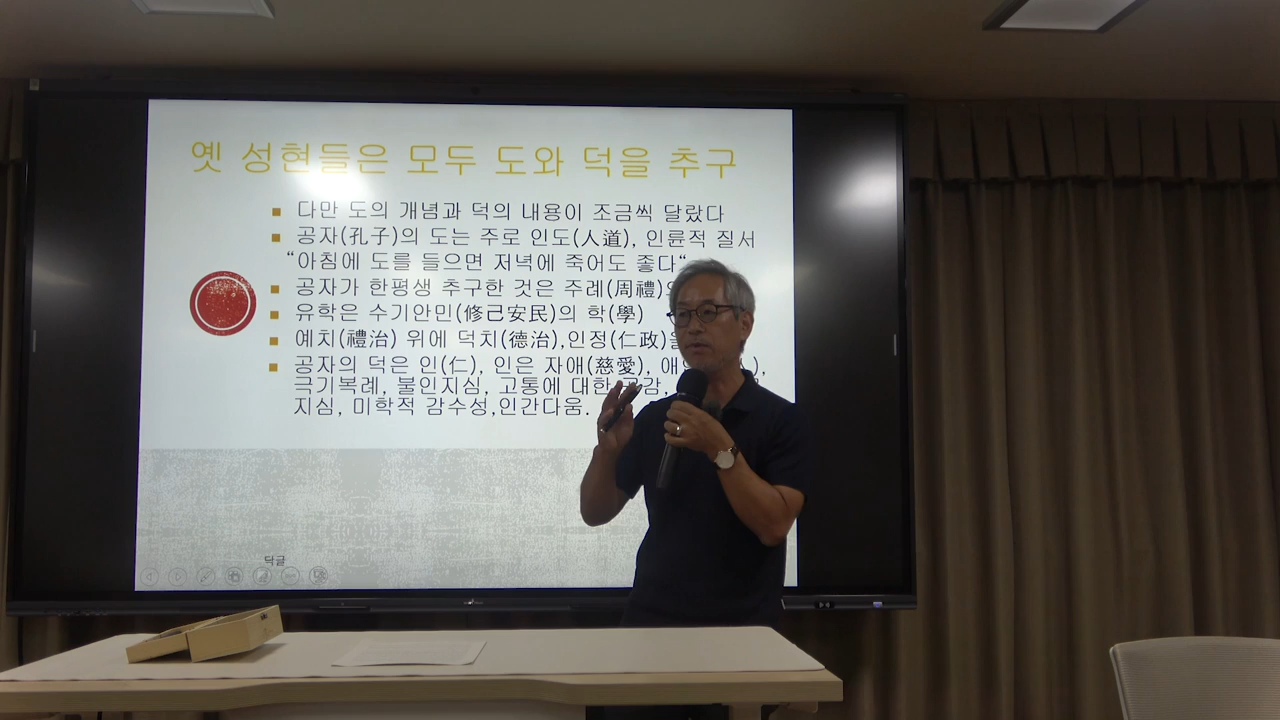 옛 성현들은 모두 도와 덕을 추구
다만 도의 개념과 덕의 내용이 조금씩 달랐다
공자(孔子)의 도는 주로 인도(人道), 인륜적 질서
“아침에 도를 들으면 저녁에 죽어도 좋다“
공자가 한평생 추구한 것은 주례(周禮)
유학은 수기안민(修己安民)의 학(學)
예치(禮治) 위에 덕치(德治),인정(仁政)을
공자의 덕은 인(仁), 인은 자애(慈愛),
극기복례, 불인지심, 고통에 대한 공감,
지심, 미학적 감수성,인간다움.
닥글